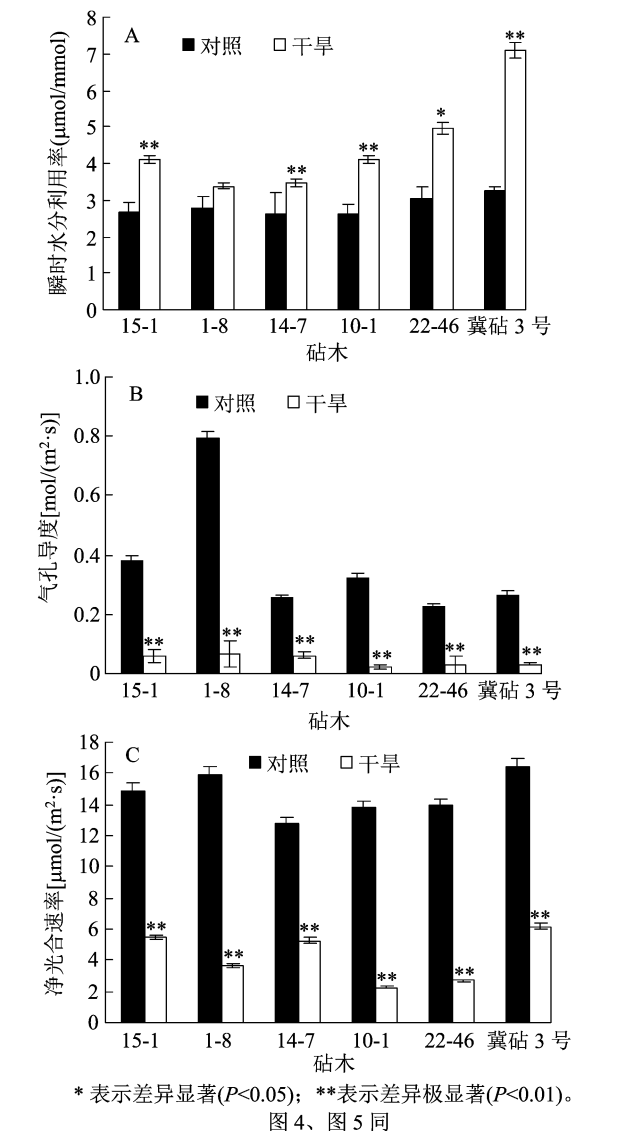 A
■对照 □干旱
瞬时水分利用率(μmol/mmol)
8
7
6
5
4
3
2
1
0
**
**
**
*
**
15-1 1-8 14-7 10-1 22-46 冀砧 3 号
砧木
B
■对照 □干旱
气孔导度[mol/(m²·s)]
1.0
0.8
0.6
0.4
0.2
0
**
**
**
**
**
**
15-1 1-8 14-7 10-1 22-46 冀砧 3 号
砧木
C
■对照 □干旱
净光合速率[μmol/(m²·s)]
18
16
14
12
10
8
6
4
2
0
**
**
**
**
**
**
15-1 1-8 14-7 10-1 22-46 冀砧 3 号
砧木
* 表示差异显著(P<0.05)；**表示差异极显著(P<0.01)。
图 4、图 5 同